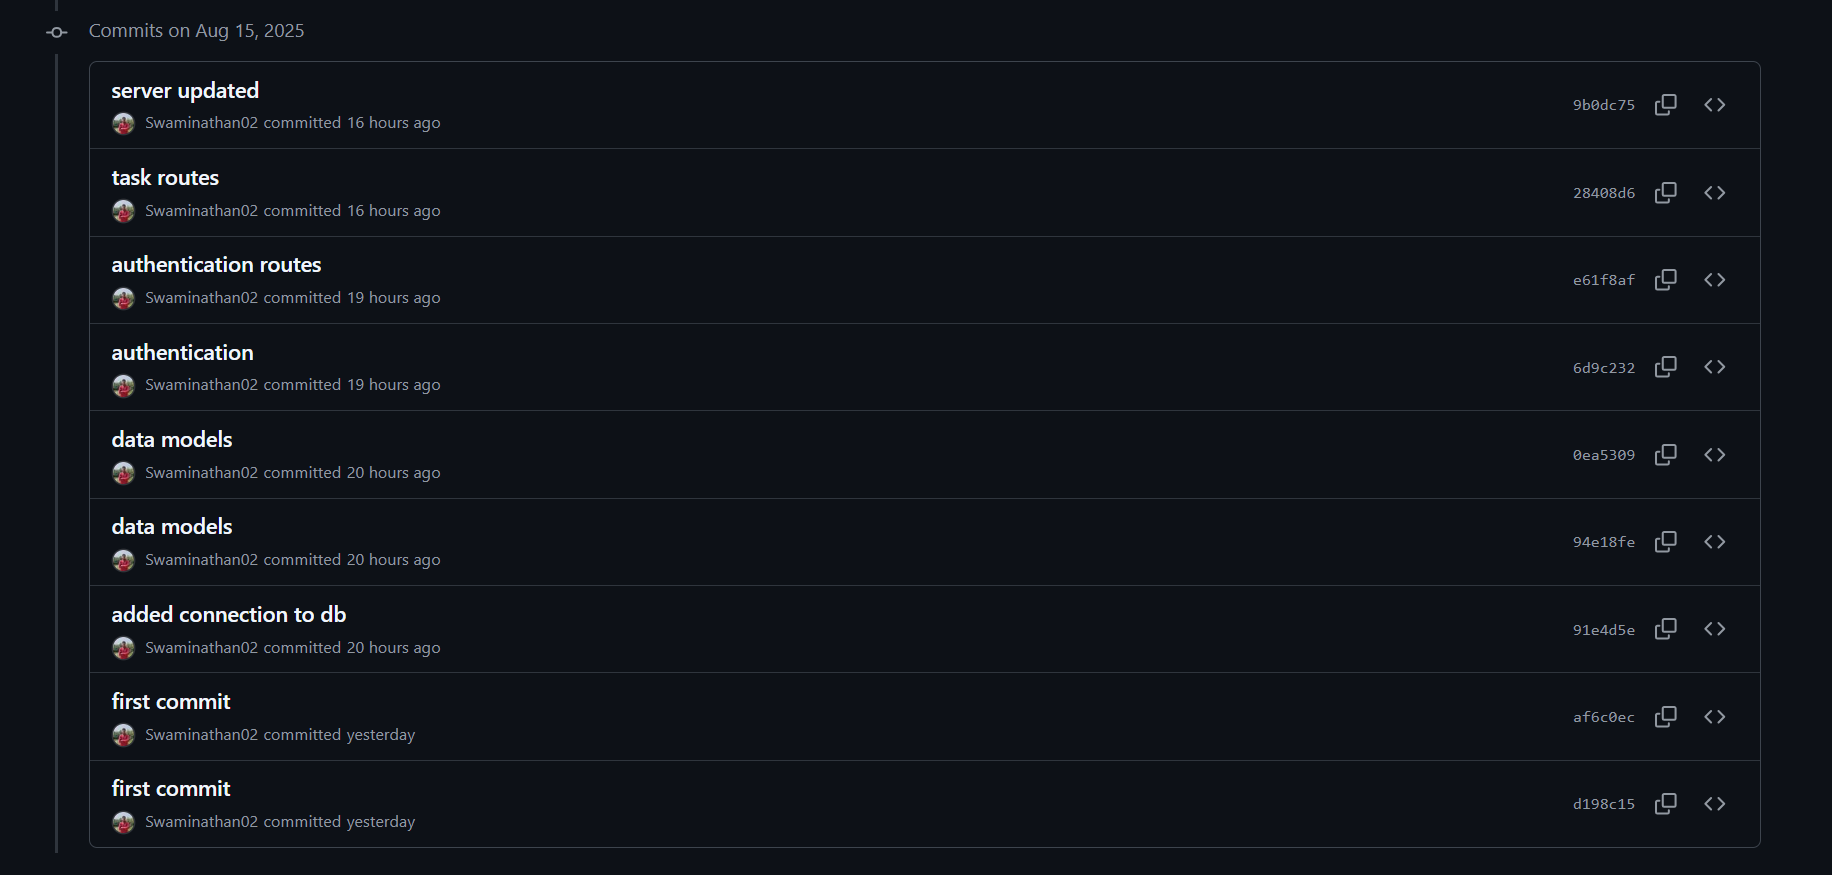 Commits on Aug 15, 2025
server updated
Swaminathan02 committed 16 hours ago
9b0dc75
task routes
Swaminathan02 committed 16 hours ago
28408d6
authentication routes
Swaminathan02 committed 19 hours ago
e61f8af
authentication
Swaminathan02 committed 19 hours ago
6d9c232
data models
Swaminathan02 committed 20 hours ago
0ea5309
data models
Swaminathan02 committed 20 hours ago
94e18fe
added connection to db
Swaminathan02 committed 20 hours ago
91e4d5e
first commit
Swaminathan02 committed yesterday
af6c0ec
first commit
Swaminathan02 committed yesterday
d198c15